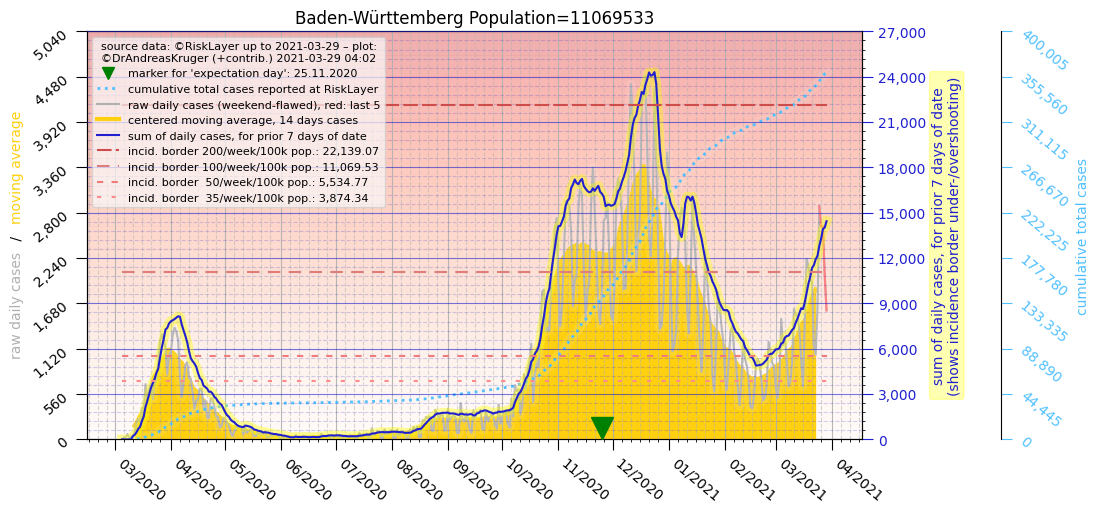 Baden-Württemberg Population=11069533
source data: ©RiskLayer up to 2021-03-29 – plot:
©DrAndreasKruger (+contrib.) 2021-03-29 04:02
marker for 'expectation day': 25.11.2020
cumulative total cases reported at RiskLayer
raw daily cases (weekend-flawed), red: last 5
centered moving average, 14 days cases
sum of daily cases, for prior 7 days of date
incid. border 200/week/100k pop.: 22,139.07
incid. border 100/week/100k pop.: 11,069.53
incid. border  50/week/100k pop.: 5,534.77
incid. border  35/week/100k pop.: 3,874.34
raw daily cases  /  moving average
5,040
4,480
3,920
3,360
2,800
2,240
1,680
1,120
560
0
03/2020
04/2020
05/2020
06/2020
07/2020
08/2020
09/2020
10/2020
11/2020
12/2020
01/2021
02/2021
03/2021
04/2021
27,000
24,000
21,000
18,000
15,000
12,000
9,000
6,000
3,000
0
sum of daily cases, for prior 7 days of date
(shows incidence border under-/overshooting)
400,005
355,560
311,115
266,670
222,225
177,780
133,335
88,890
44,445
0
cumulative total cases